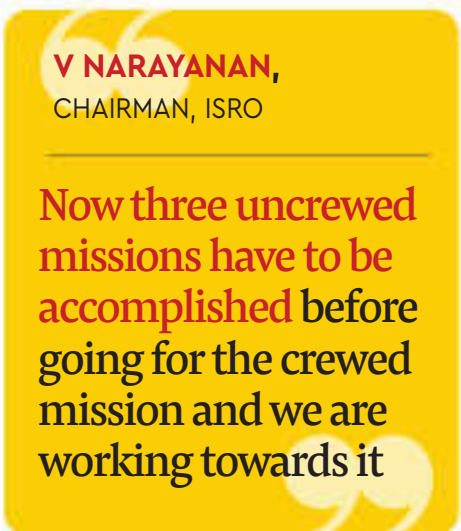 V NARAYANAN,
CHAIRMAN, ISRO
Now three uncrewed
missions have to be
accomplished before
going for the crewed
mission and we are
working towards it